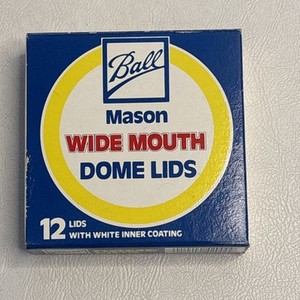 Ball
Mason
WIDE MOUTH
DOME LIDS
12 LIDS
WITH WHITE INNER COATING